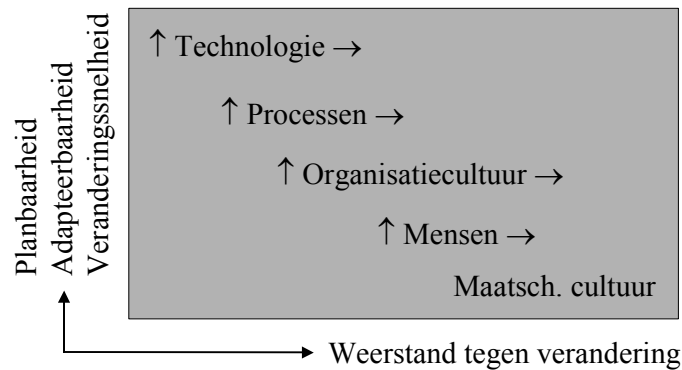 Planbaarheid
Adapteerbaarheid
Veranderingssnelheid
↑ Technologie →
↑ Processen →
↑ Organisatiecultuur →
↑ Mensen →
Maatsch. cultuur
Weerstand tegen verandering